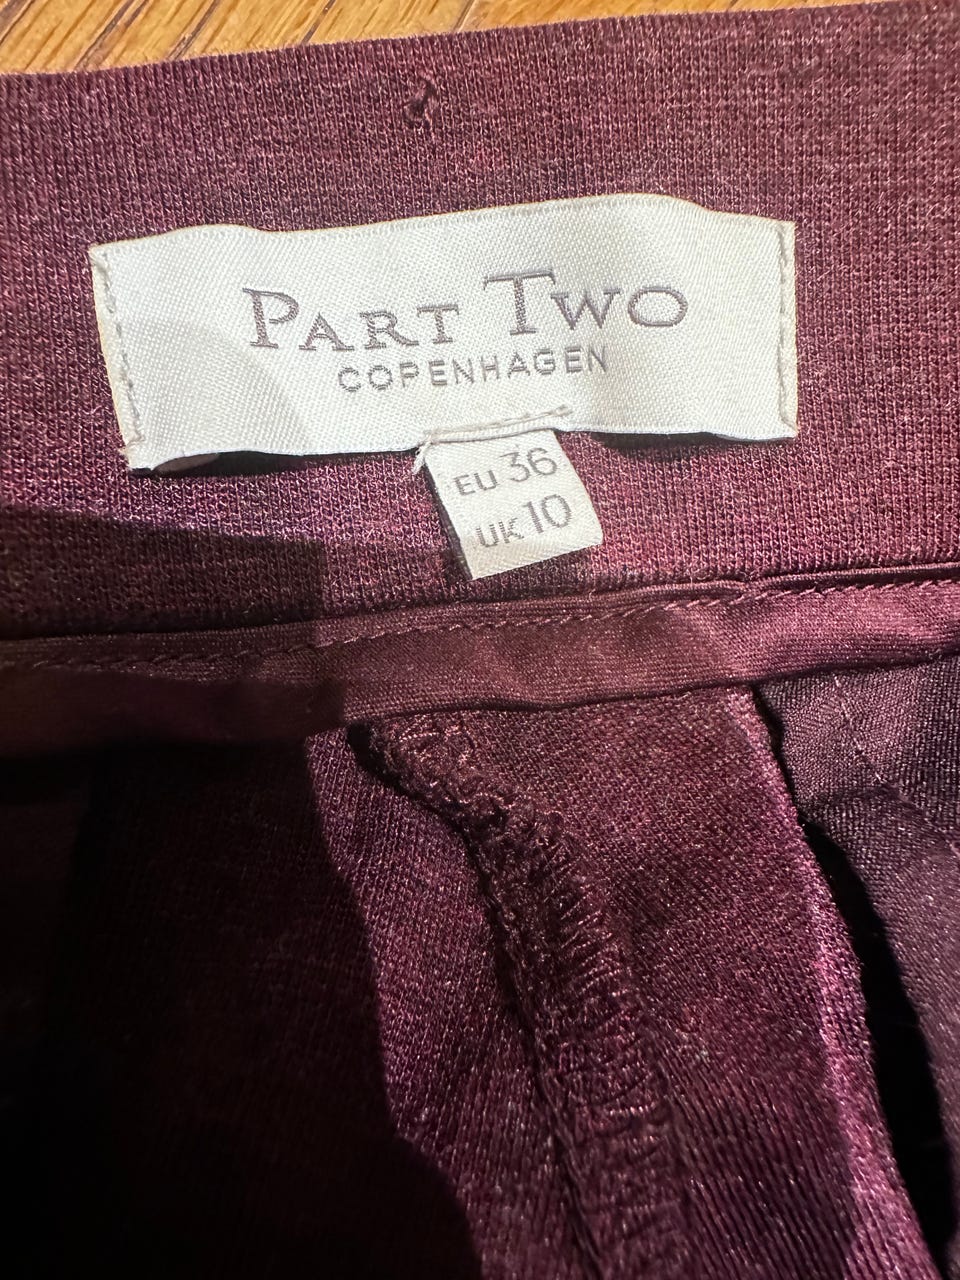 PART TWO
COPENHAGEN
EU 36
UK 10